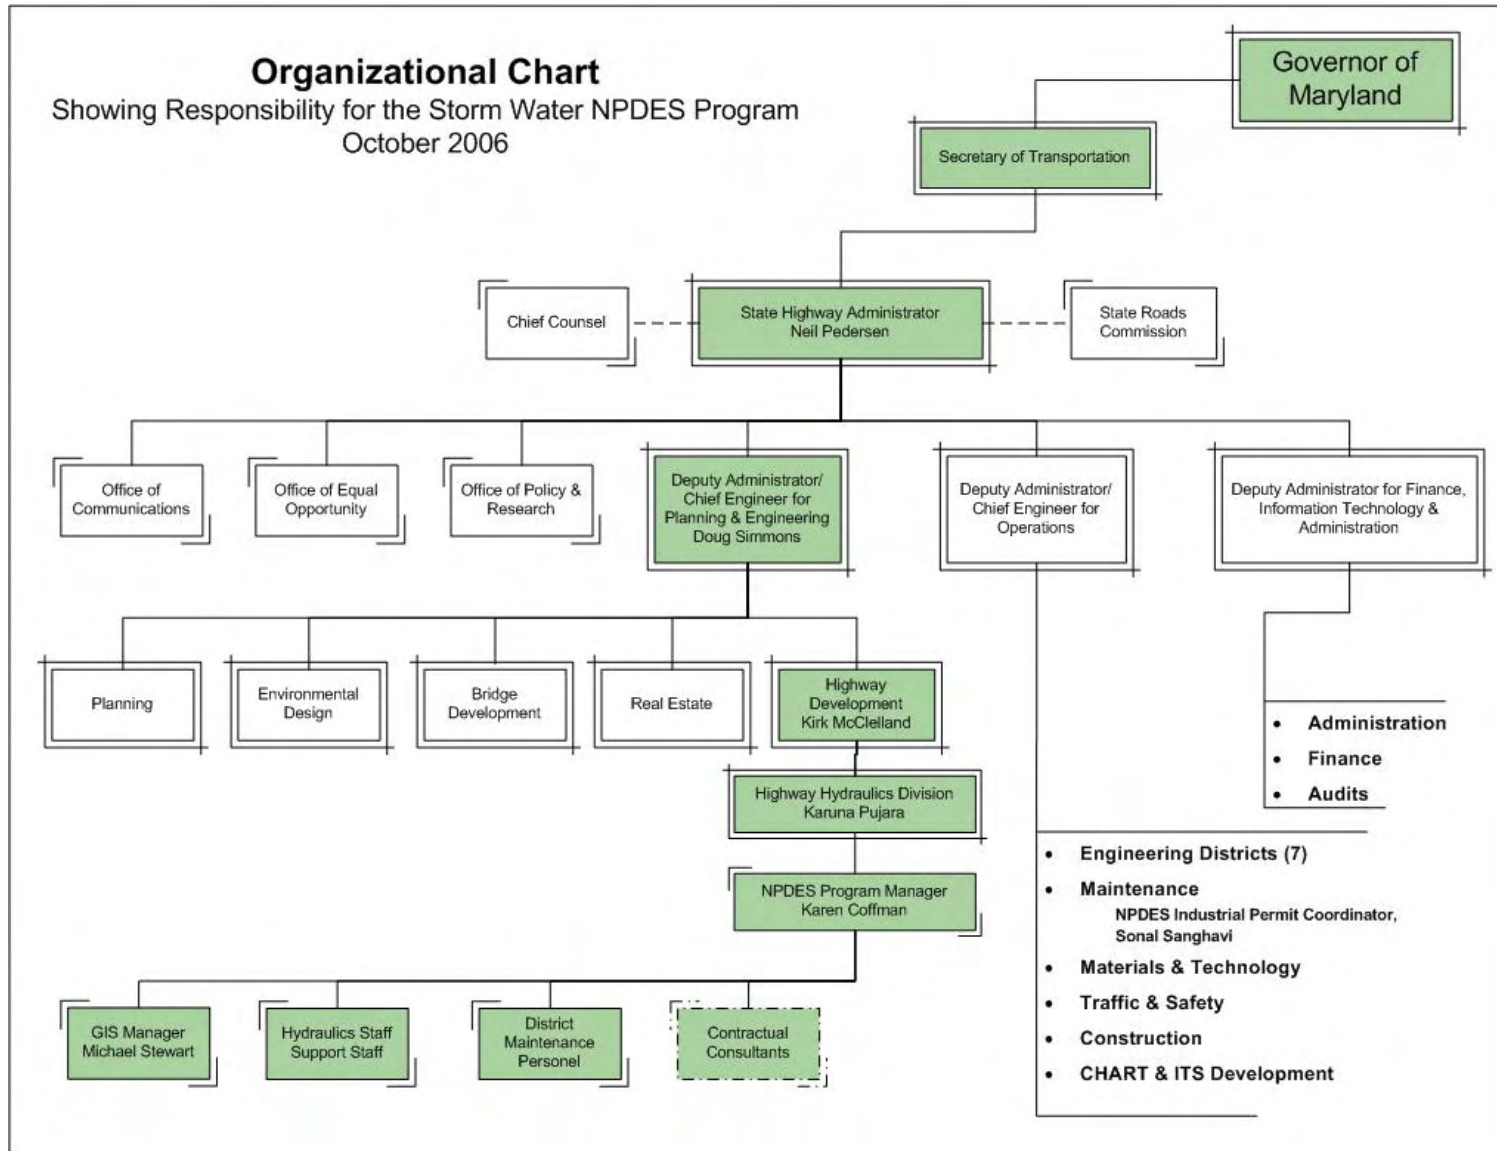 Organizational Chart
Showing Responsibility for the Storm Water NPDES Program
October 2006
Governor of
Maryland
Secretary of Transportation
Chief Counsel
State Highway Administrator
Neil Pedersen
State Roads
Commission
Office of
Communications
Office of Equal
Opportunity
Office of Policy &
Research
Deputy Administrator/
Chief Engineer for
Planning & Engineering
Doug Simmons
Deputy Administrator/
Chief Engineer for
Operations
Deputy Administrator for Finance,
Information Technology &
Administration
Planning
Environmental
Design
Bridge
Development
Real Estate
Highway
Development
Kirk McClelland
• Administration
• Finance
• Audits
Highway Hydraulics Division
Karuna Pujara
NPDES Program Manager
Karen Coffman
• Engineering Districts (7)
• Maintenance
NPDES Industrial Permit Coordinator,
Sonal Sanghavi
• Materials & Technology
• Traffic & Safety
• Construction
• CHART & ITS Development
GIS Manager
Michael Stewart
Hydraulics Staff
Support Staff
District
Maintenance
Personel
Contractual
Consultants